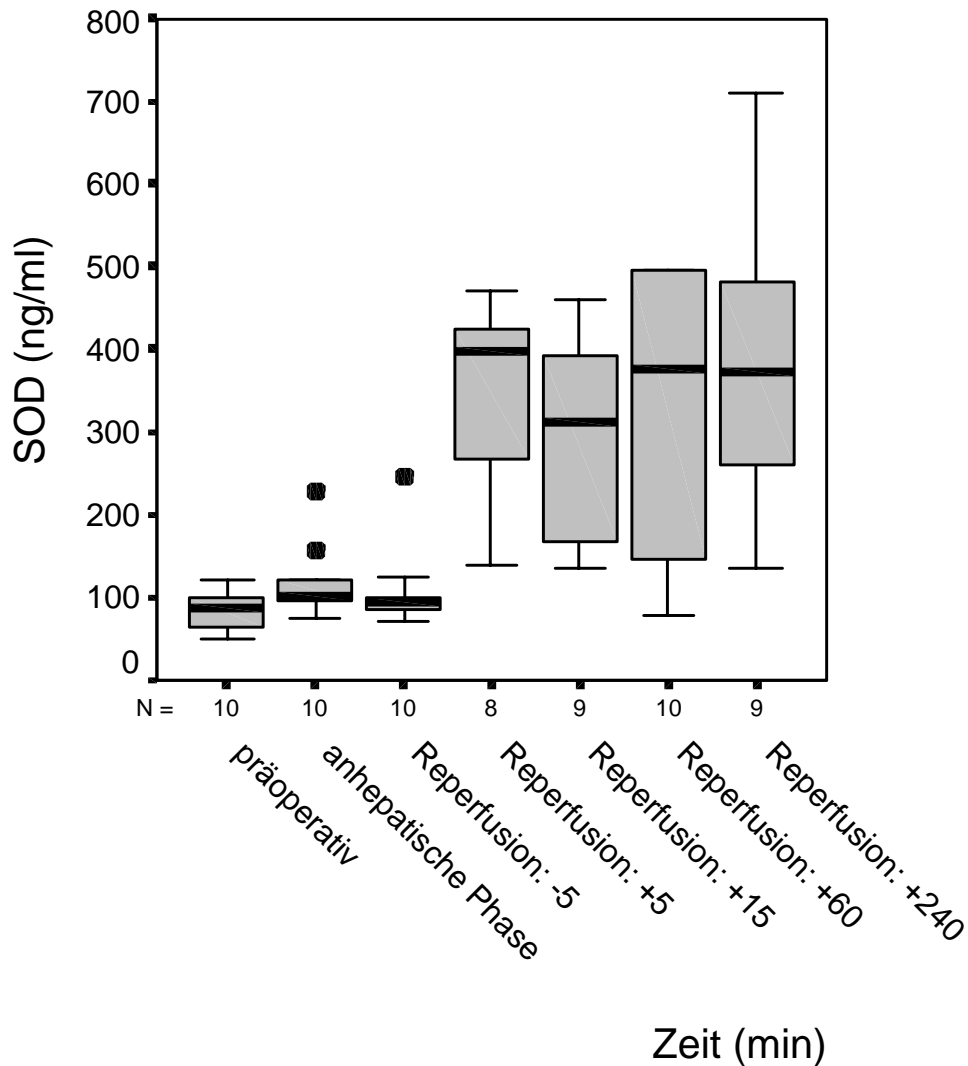 800
700
600
500
400
300
200
100
0
SOD (ng/ml)
N = 10 10 10 8 9 10 9
präoperativ
anhepatische Phase
Reperfusion: -5
Reperfusion: +5
Reperfusion: +15
Reperfusion: +60
Reperfusion: +240
Zeit (min)